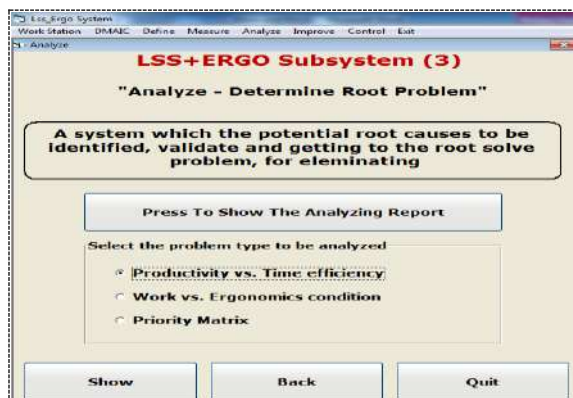 Lss_Ergo System
Work Station DMAIC Define Measure Analyze Improve Control Exit
Analyze
LSS+ERGO Subsystem (3)
"Analyze - Determine Root Problem"
A system which the potential root causes to be
identified, validate and getting to the root solve
problem, for eleminating
Press To Show The Analyzing Report
Select the problem type to be analyzed
Productivity vs. Time efficiency
Work vs. Ergonomics condition
Priority Matrix
Show Back Quit